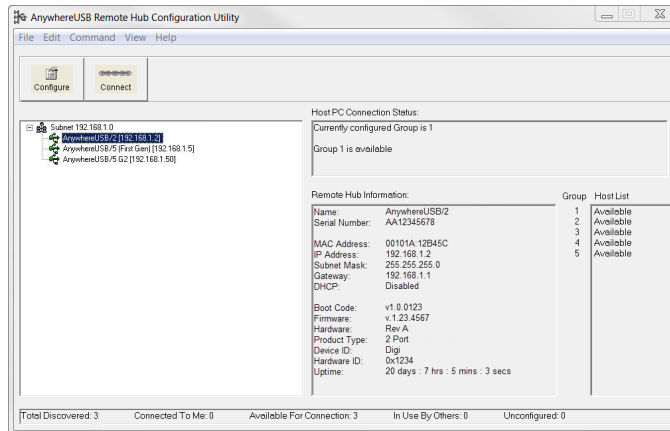 AnywhereUSB Remote Hub Configuration Utility
File Edit Command View Help
Configure Connect
Subnet 192.168.1.0
AnywhereUSB/2 [192.168.1.2]
AnywhereUSB/5 (First Gen) [192.168.1.5]
AnywhereUSB/5 G2 [192.168.1.50]
Host PC Connection Status:
Currently configured Group is 1
Group 1 is available
Remote Hub Information:
Name: AnywhereUSB/2
Serial Number: AA12345678
MAC Address: 00101A:12B45C
IP Address: 192.168.1.2
Subnet Mask: 255.255.255.0
Gateway: 192.168.1.1
DHCP: Disabled
Boot Code: v1.0.0123
Firmware: v.1.23.4567
Hardware: Rev A
Product Type: 2 Port
Device ID: Digi
Hardware ID: 0x1234
Uptime: 20 days : 7 hrs : 5 mins : 3 secs
Group Host List
1 Available
2 Available
3 Available
4 Available
5 Available
Total Discovered: 3 Connected To Me: 0 Available For Connection: 3 In Use By Others: 0 Unconfigured: 0